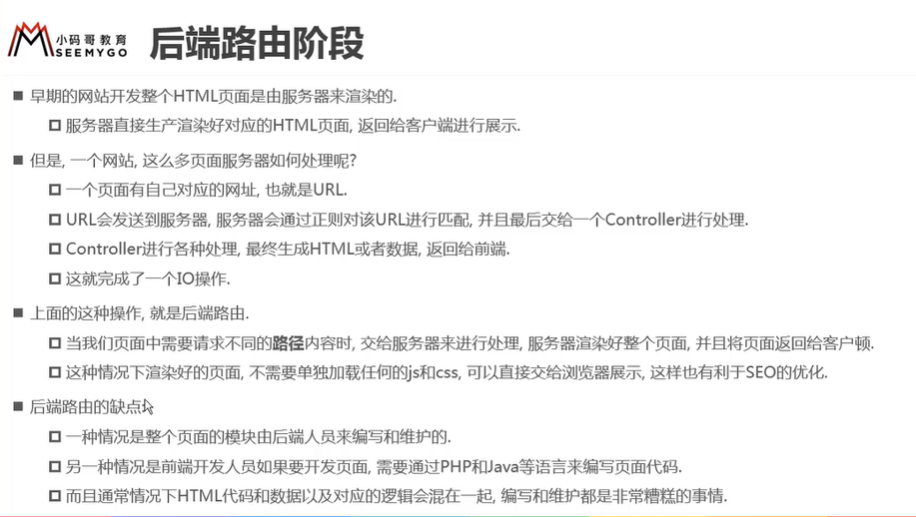 小码哥教育
SEEMYGO
后端路由阶段
早期的网站开发整个HTML页面是由服务器来渲染的.
服务器直接生产渲染好对应的HTML页面, 返回给客户端进行展示.
但是, 一个网站, 这么多页面服务器如何处理呢?
一个页面有自己对应的网址, 也就是URL.
URL会发送到服务器, 服务器会通过正则对该URL进行匹配, 并且最后交给一个Controller进行处理.
Controller进行各种处理, 最终生成HTML或者数据, 返回给前端.
这就完成了一个IO操作.
上面的这种操作, 就是后端路由.
当我们页面中需要请求不同的路径内容时, 交给服务器来进行处理, 服务器渲染好整个页面, 并且将页面返回给客户顿.
这种情况下渲染好的页面, 不需要单独加载任何的js和css, 可以直接交给浏览器展示, 这样也有利于SEO的优化.
后端路由的缺点
一种情况是整个页面的模块由后端人员来编写和维护的.
另一种情况是前端开发人员如果要开发页面, 需要通过PHP和Java等语言来编写页面代码.
而且通常情况下HTML代码和数据以及对应的逻辑会混在一起, 编写和维护都是非常糟糕的事情.